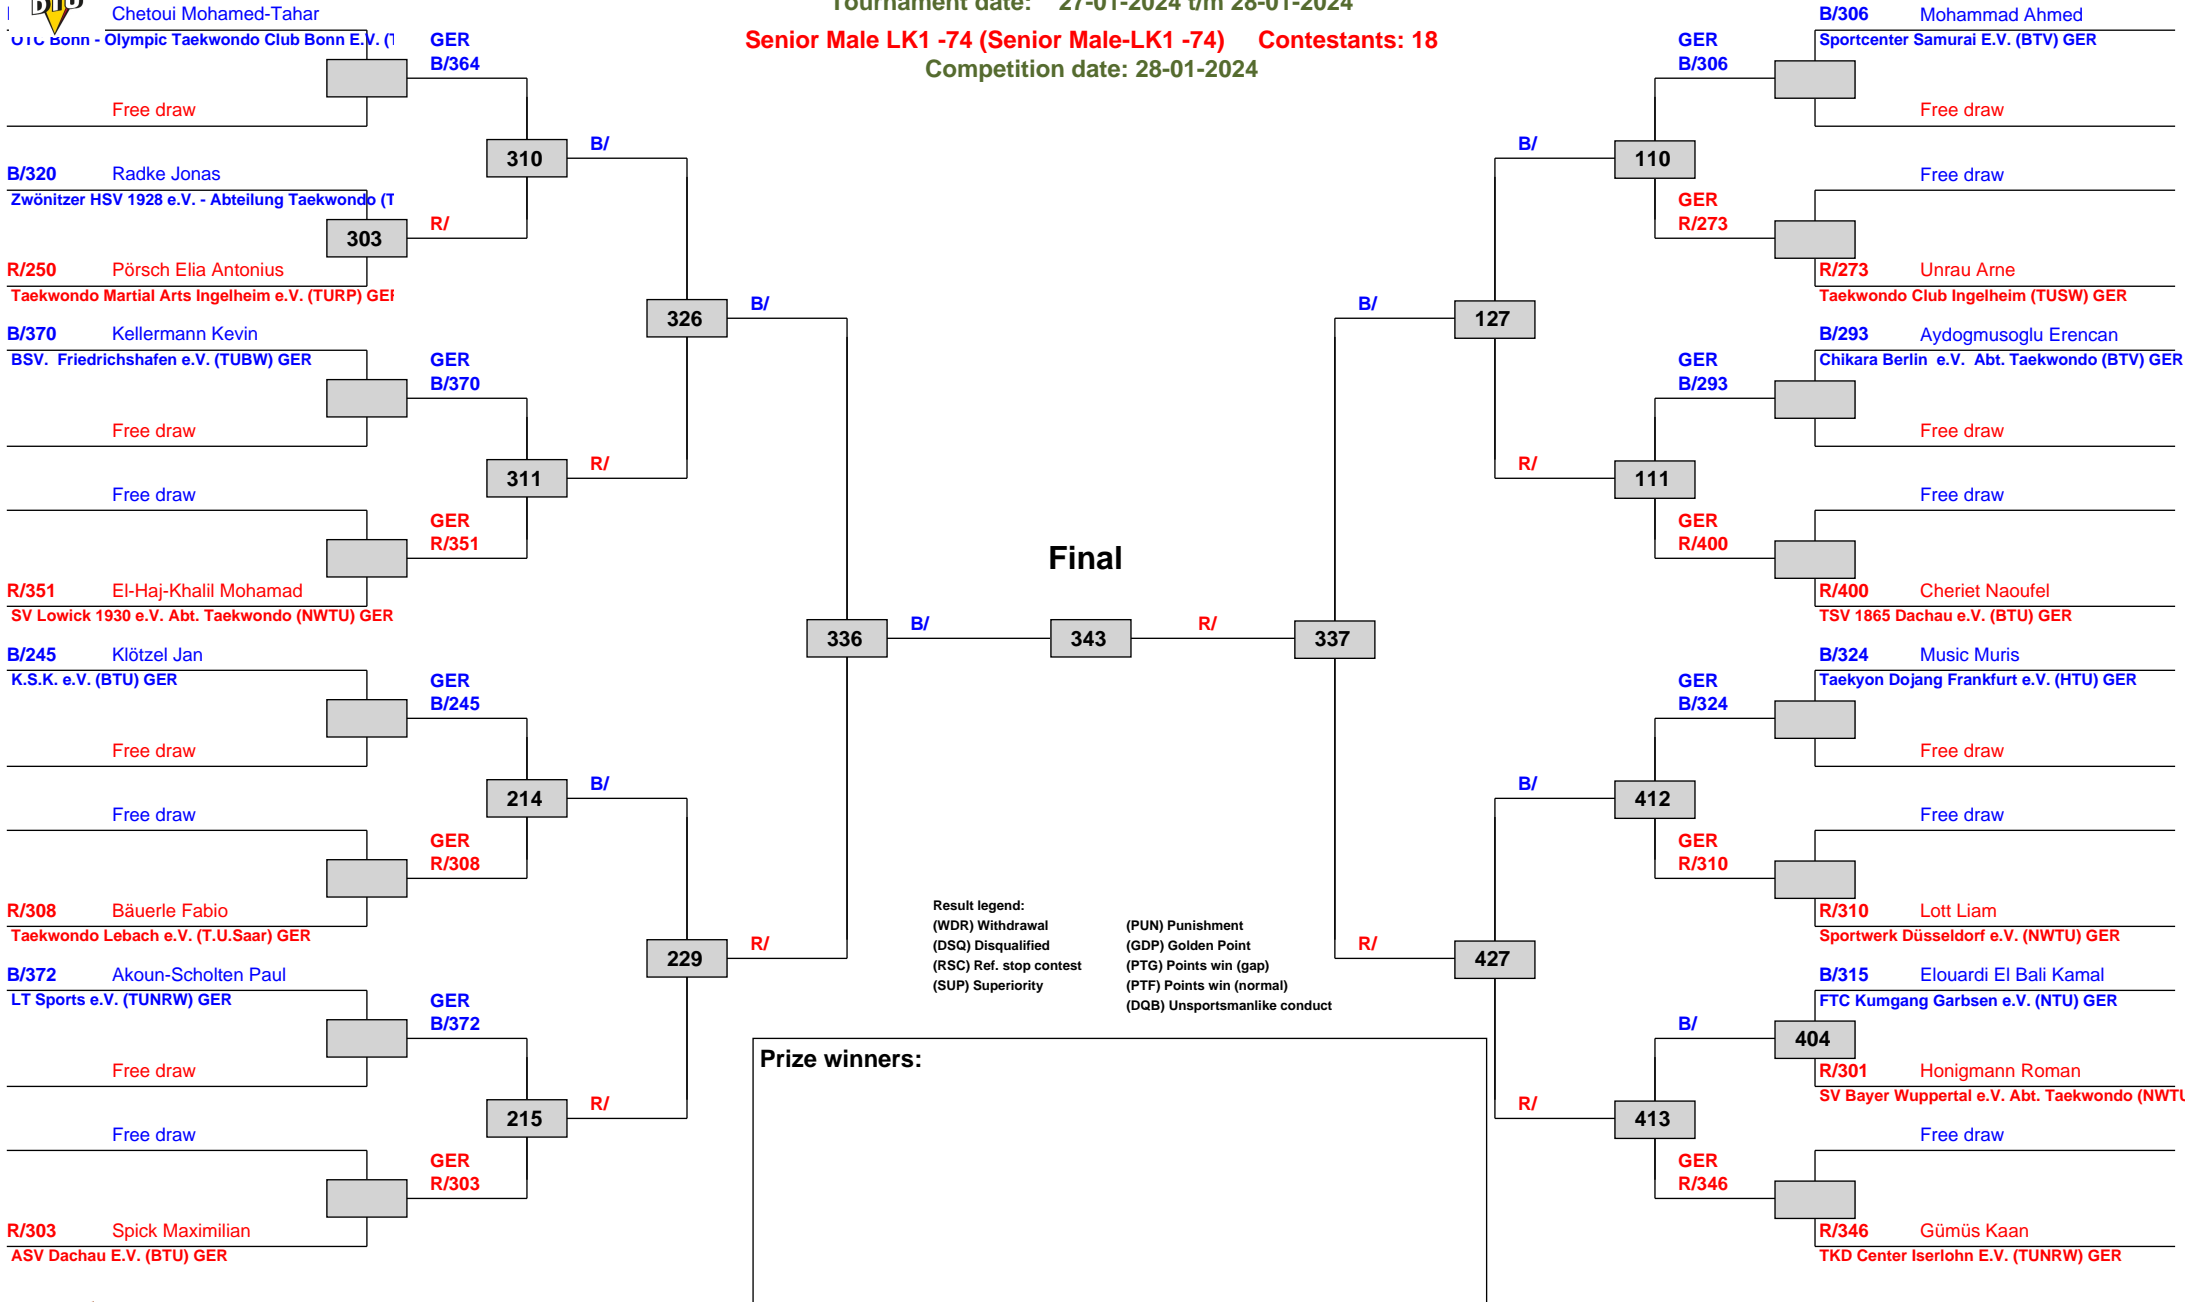 DTU
Tournament date: 27-01-2024 t/m 28-01-2024
Senior Male LK1 -74 (Senior Male-LK1 -74) Contestants: 18
Competition date: 28-01-2024
Chetoui Mohamed-Tahar
OTC Bonn - Olympic Taekwondo Club Bonn E.V. (T
GER
B/364
Free draw
310
B/
B/320 Radke Jonas
Zwönitzer HSV 1928 e.V. - Abteilung Taekwondo (T
303
R/
R/250 Pörsch Elia Antonius
Taekwondo Martial Arts Ingelheim e.V. (TURP) GER
326
B/
B/370 Kellermann Kevin
BSV. Friedrichshafen e.V. (TUBW) GER
GER
B/370
Free draw
311
R/
Free draw
GER
R/351
R/351 El-Haj-Khalil Mohamad
SV Lowick 1930 e.V. Abt. Taekwondo (NWTU) GER
336
B/
B/245 Klötzel Jan
K.S.K. e.V. (BTU) GER
GER
B/245
Free draw
214
B/
Free draw
GER
R/308
R/308 Bäuerle Fabio
Taekwondo Lebach e.V. (T.U.Saar) GER
229
R/
B/372 Akoun-Scholten Paul
LT Sports e.V. (TUNRW) GER
GER
B/372
Free draw
215
R/
Free draw
GER
R/303
R/303 Spick Maximilian
ASV Dachau E.V. (BTU) GER
Final
343
R/
337
B/306 Mohammad Ahmed
Sportcenter Samurai E.V. (BTV) GER
GER
B/306
Free draw
B/
110
Free draw
GER
R/273
R/273 Unrau Arne
Taekwondo Club Ingelheim (TUSW) GER
B/
127
B/293 Aydogmusoglu Erencan
Chikara Berlin e.V. Abt. Taekwondo (BTV) GER
GER
B/293
Free draw
R/
111
Free draw
GER
R/400
R/400 Cheriet Naoufel
TSV 1865 Dachau e.V. (BTU) GER
B/324 Music Muris
Taekyon Dojang Frankfurt e.V. (HTU) GER
GER
B/324
Free draw
B/
412
Free draw
GER
R/310
R/310 Lott Liam
Sportwerk Düsseldorf e.V. (NWTU) GER
R/
427
B/315 Elouardi El Bali Kamal
FTC Kumgang Garbsen e.V. (NTU) GER
B/
404
R/301 Honigmann Roman
SV Bayer Wuppertal e.V. Abt. Taekwondo (NWTU
R/
413
Free draw
GER
R/346
R/346 Gümüs Kaan
TKD Center Iserlohn E.V. (TUNRW) GER
Result legend:
(WDR) Withdrawal (PUN) Punishment
(DSQ) Disqualified (GDP) Golden Point
(RSC) Ref. stop contest (PTG) Points win (gap)
(SUP) Superiority (PTF) Points win (normal)
(DQB) Unsportsmanlike conduct
Prize winners: